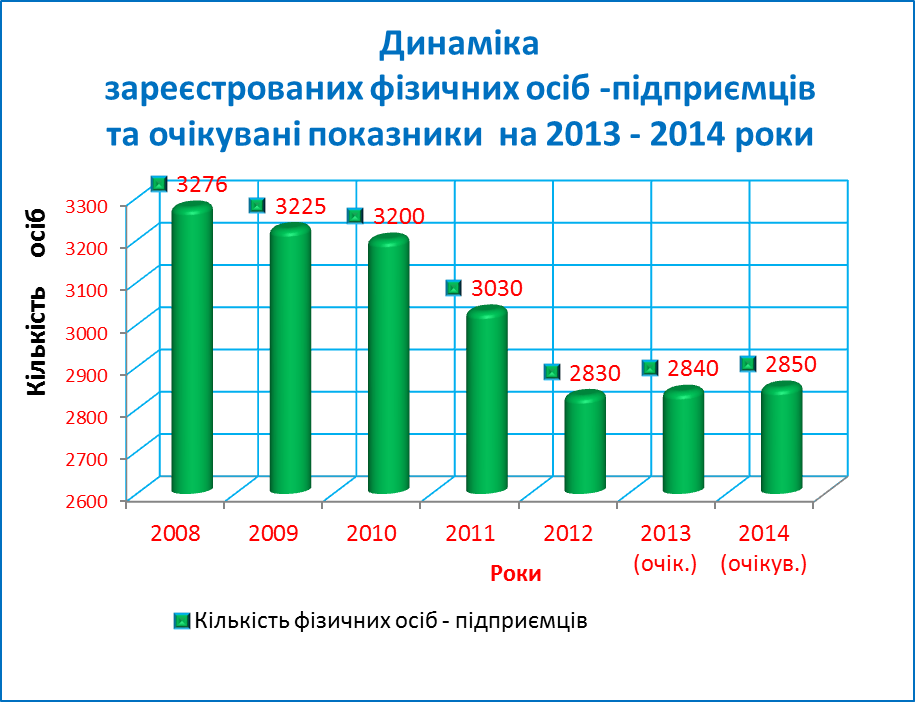 Динаміка
зареєстрованих фізичних осіб -підприємців
та очікувані показники на 2013 - 2014 роки
Кількість осіб
3300
3200
3100
3000
2900
2800
2700
2600
3276
3225
3200
3030
2830
2840
2850
2008
2009
2010
2011
2012
2013
(очік.)
2014
(очікув.)
Роки
Кількість фізичних осіб - підприємців